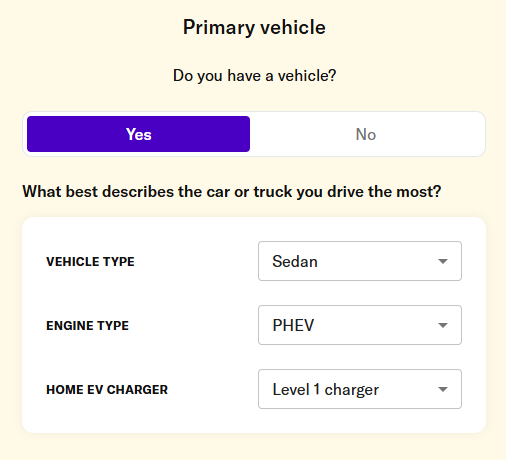 Primary vehicle
Do you have a vehicle?
Yes No
What best describes the car or truck you drive the most?
VEHICLE TYPE Sedan
ENGINE TYPE PHEV
HOME EV CHARGER Level 1 charger